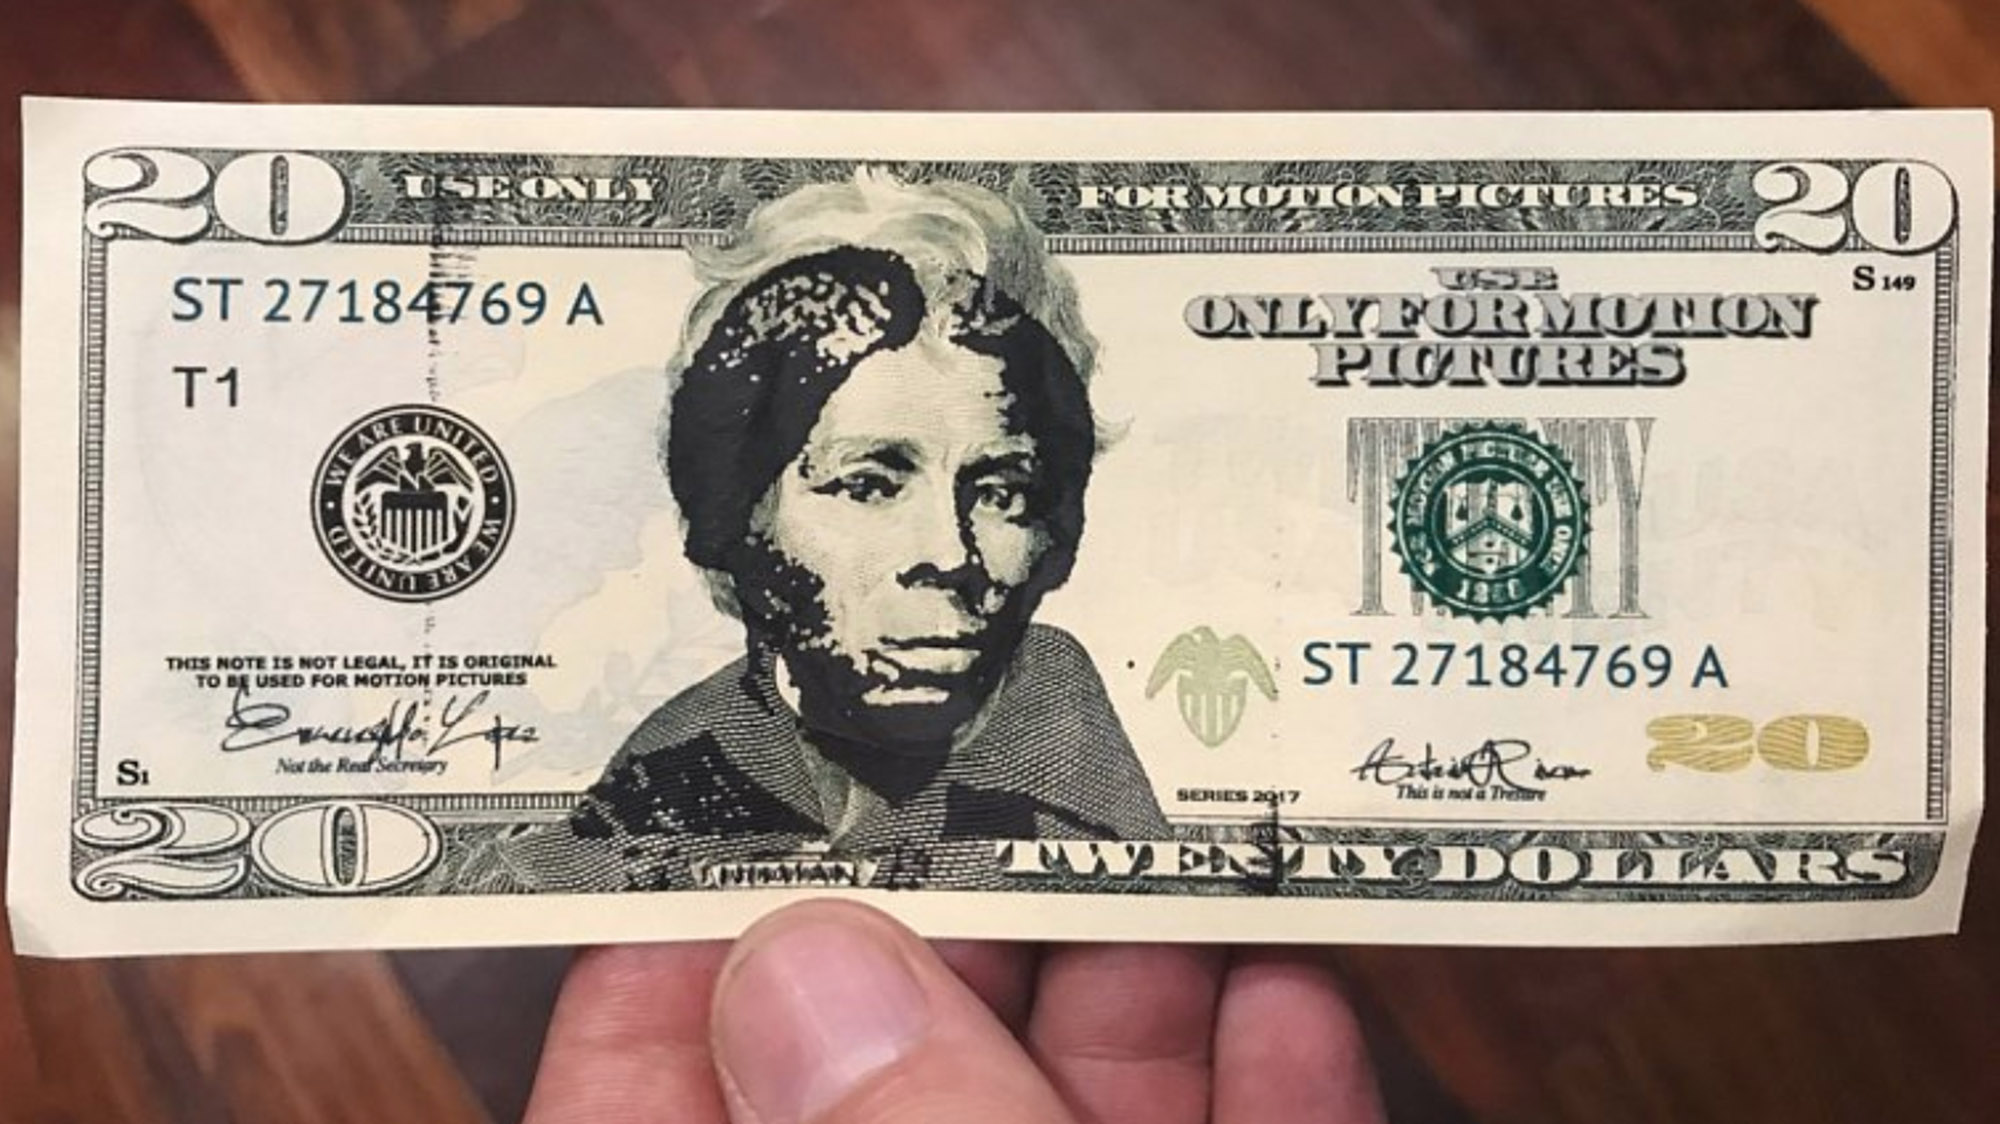 20 USE ONLY FOR MOTION PICTURES 20
ST 27184769 A
S 149
USE
ONLY FOR MOTION
PICTURES
T1
WE ARE UNITED · WE ARE UNITED ·
TWENTY
THIS NOTE IS NOT LEGAL, IT IS ORIGINAL
TO BE USED FOR MOTION PICTURES
ST 27184769 A
Not the Real Secretary
20
This is not a Tresure
S1
SERIES 2017
20 TWENTY DOLLARS